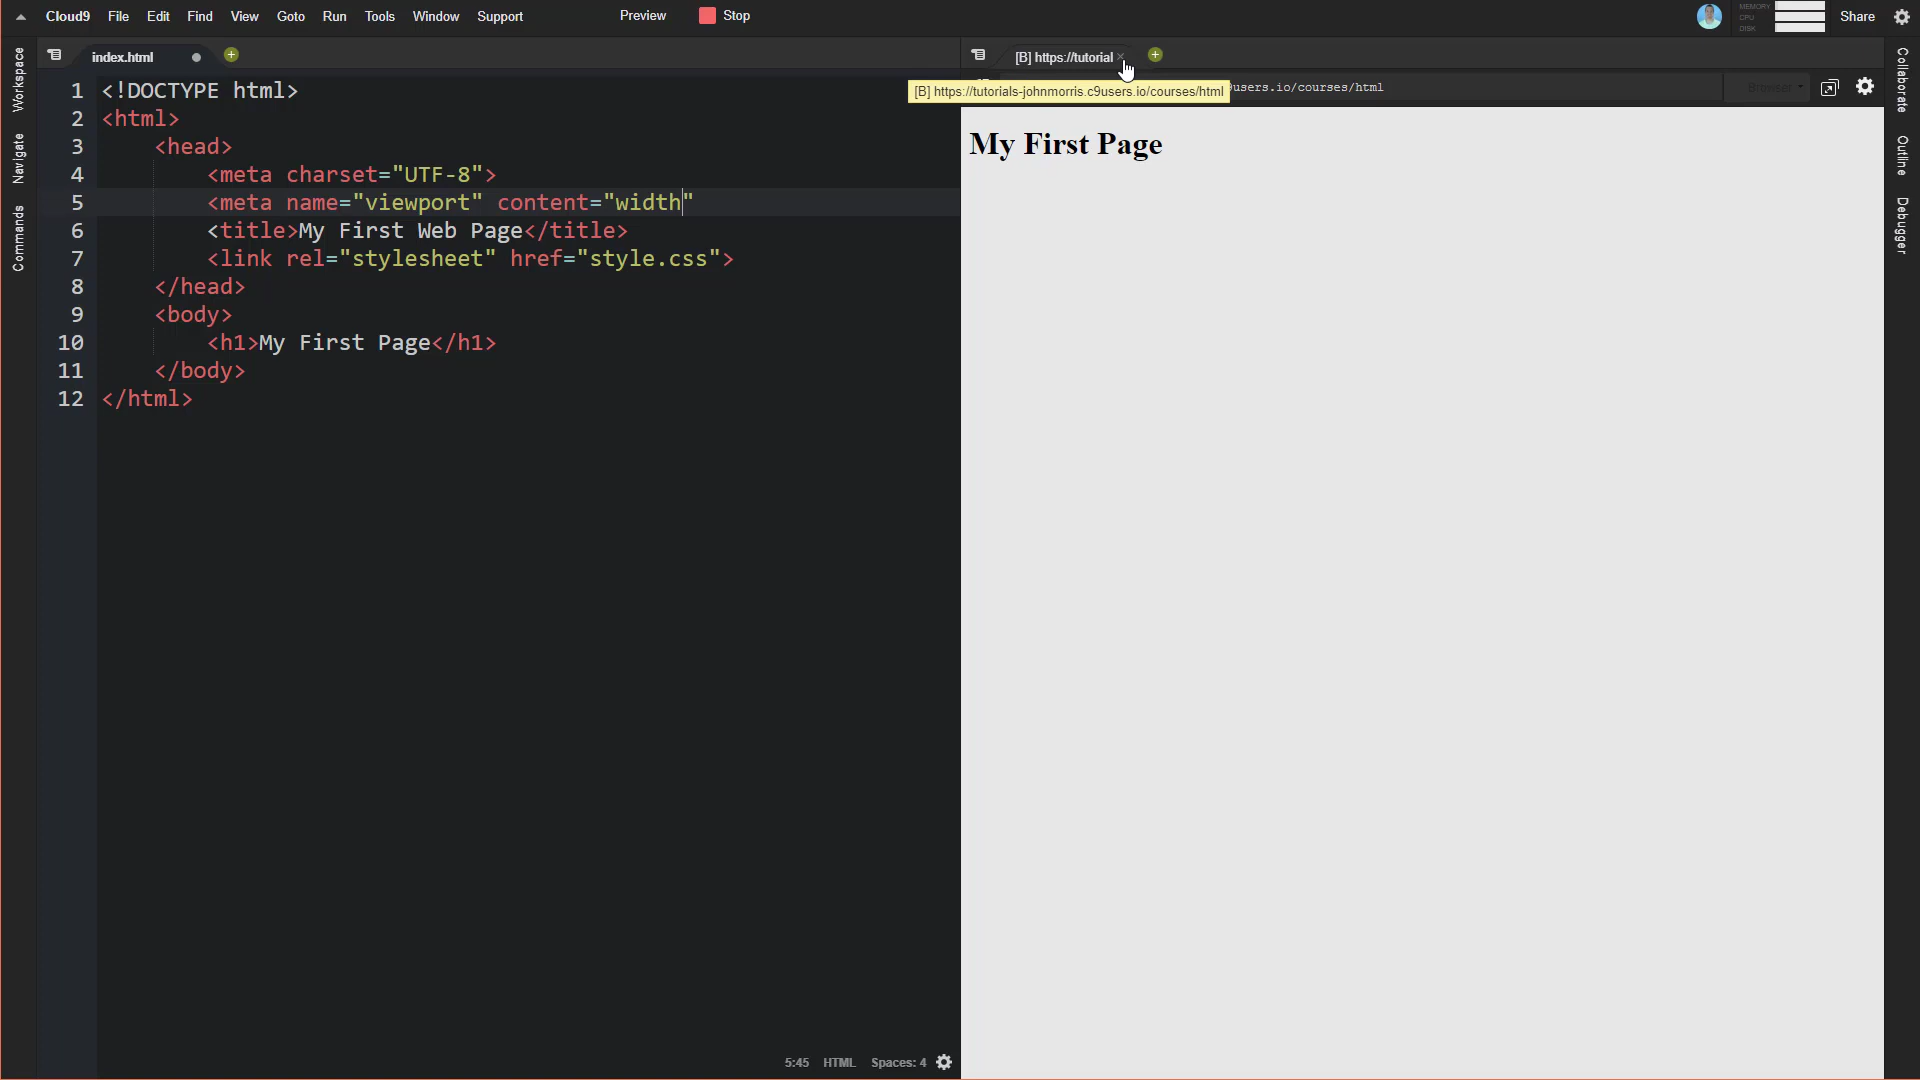 Cloud9 File Edit Find View Goto Run Tools Window Support Preview Stop MEMORY CPU DISK Share
Workspace
Navigate
Commands
index.html
[B] https://tutorial
[B] https://tutorials-johnmorris.c9users.io/courses/html
users.io/courses/html
Browser
1 <!DOCTYPE html>
2 <html>
3 <head>
4 <meta charset="UTF-8">
5 <meta name="viewport" content="width"
6 <title>My First Web Page</title>
7 <link rel="stylesheet" href="style.css">
8 </head>
9 <body>
10 <h1>My First Page</h1>
11 </body>
12 </html>
5:45 HTML Spaces: 4
My First Page
Collaborate
Outline
Debugger